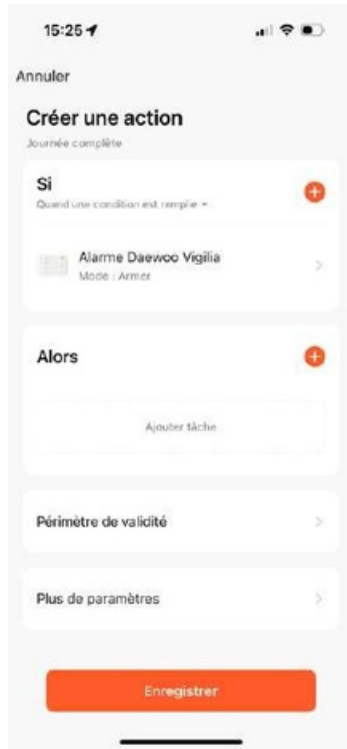 15:25
Annuler
Créer une action
Journée complète
Si
Quand une condition est remplie
Alarme Daewoo Vigilia
Mode : Armer
Alors
Ajouter tâche
Périmètre de validité
Plus de paramètres
Enregistrer